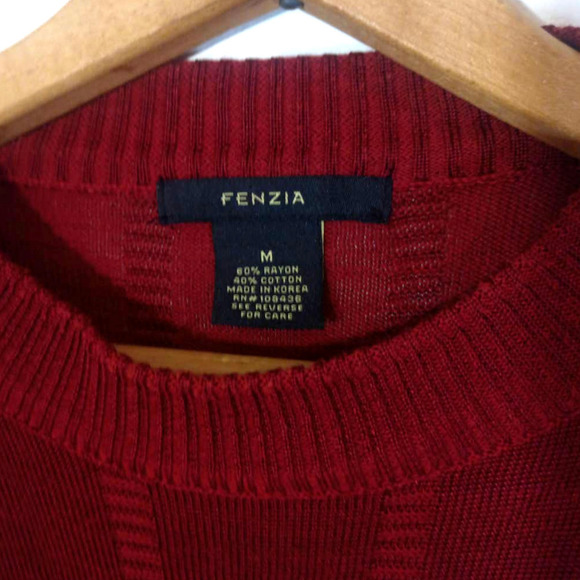 FENZIA
M
60% RAYON
40% COTTON
MADE IN KOREA
RN# 108436
SEE REVERSE
FOR CARE